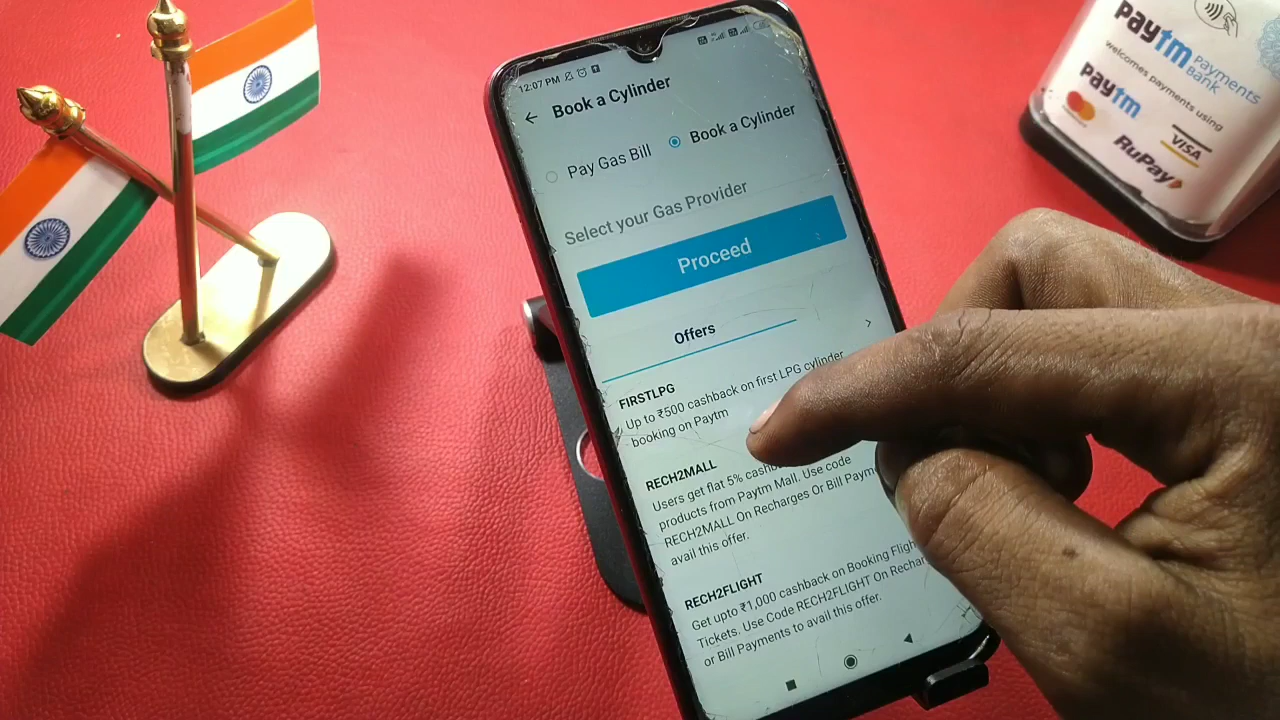 12:07 PM
Book a Cylinder
Pay Gas Bill
Book a Cylinder
Select your Gas Provider
Proceed
Offers
FIRSTLPG
Up to ₹500 cashback on first LPG cylinder
booking on Paytm
RECH2MALL
Users get flat 5%
products from Paytm Mall. Use code
RECH2MALL On Recharges Or Bill
avail this offer.
RECH2FLIGHT
Get upto ₹1,000 cashback on Booking
Tickets. Use Code RECH2FLIGHT On
or Bill Payments to avail this offer.
Paytm Payments
Bank
welcomes payments using
Paytm
mastercard
VISA
RuPay